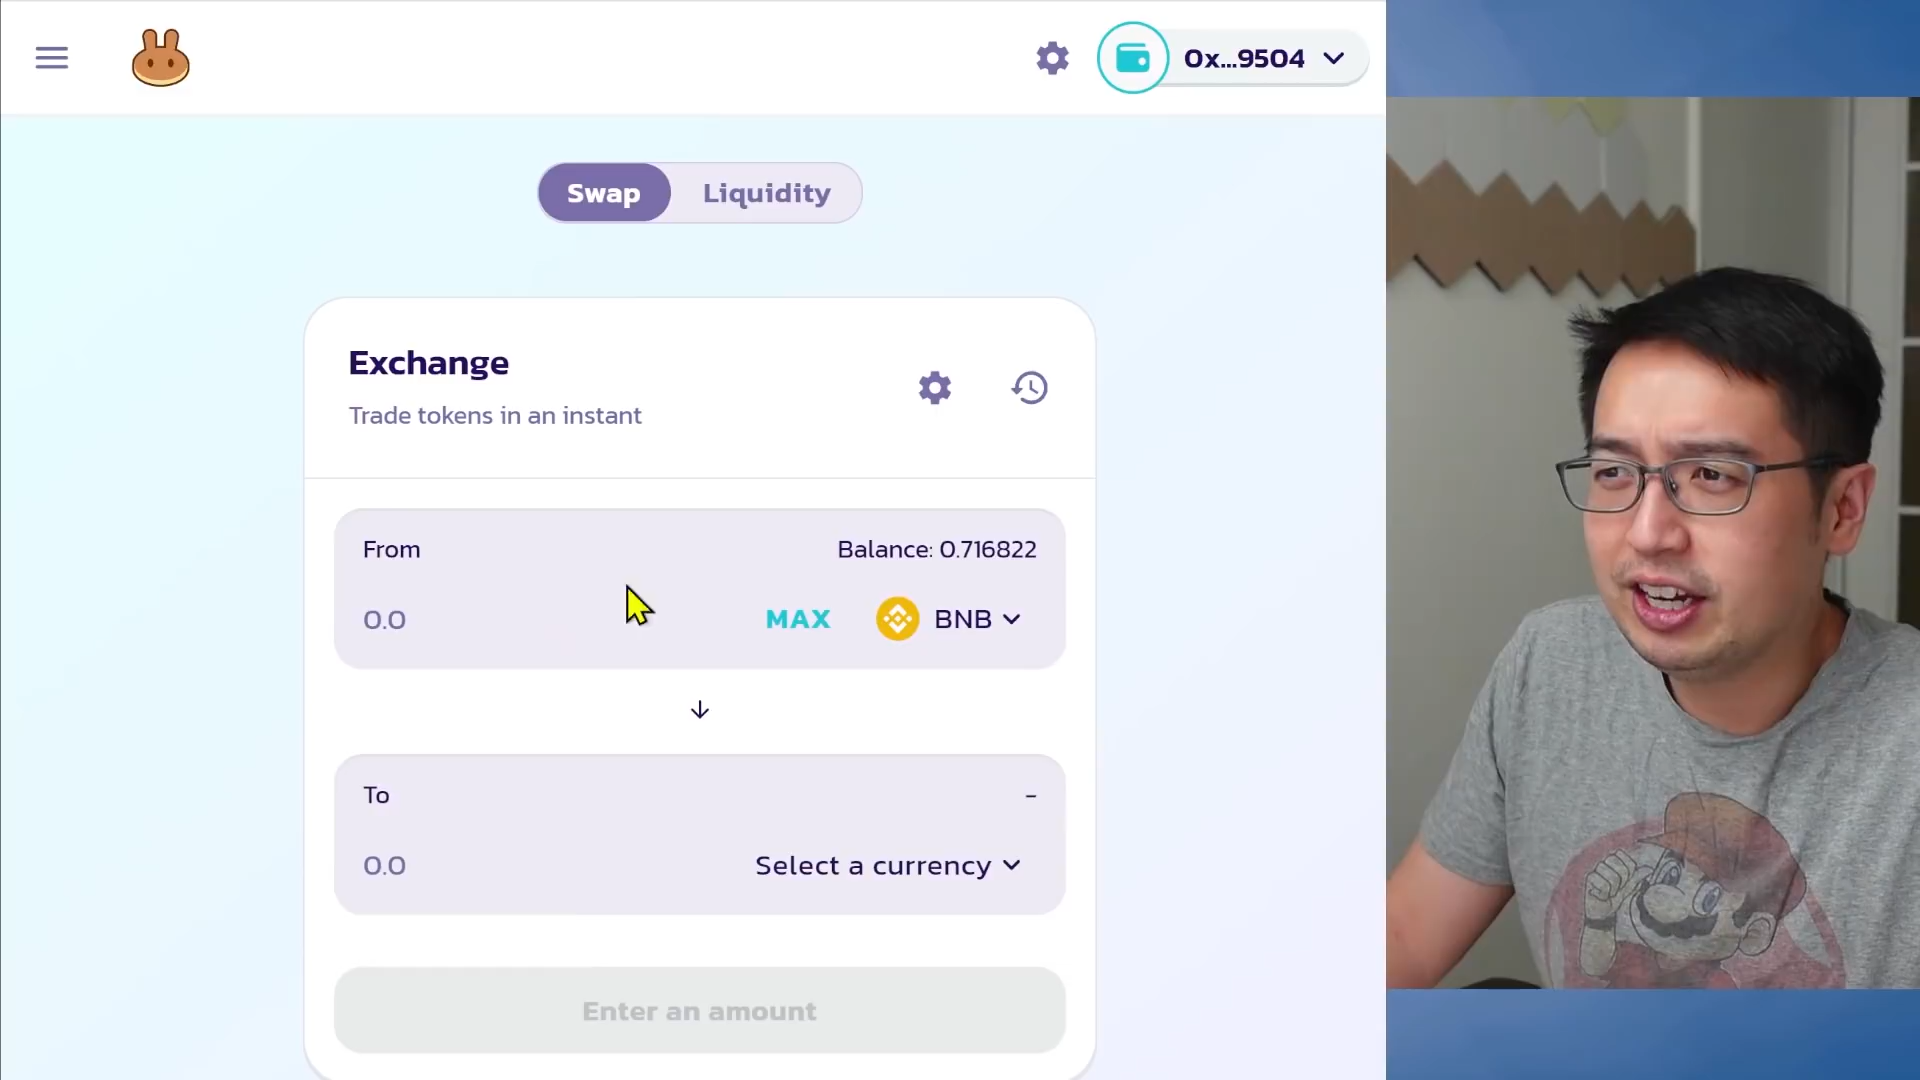 0x...9504
Swap
Liquidity
Exchange
Trade tokens in an instant
From
Balance: 0.716822
0.0
MAX
BNB
To
-
0.0
Select a currency
Enter an amount